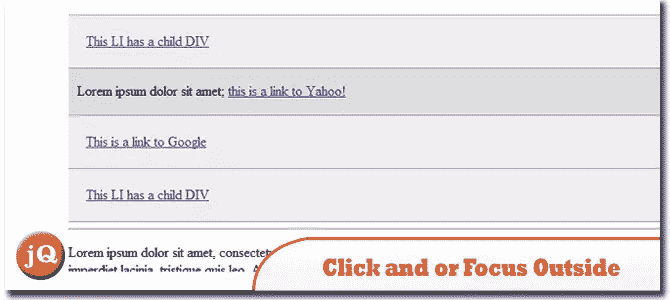 This LI has a child DIV
Lorem ipsum dolor sit amet; this is a link to Yahoo!
This is a link to Google
This LI has a child DIV
Lorem ipsum dolor sit amet, consectet
imperdiet lacinia, tristique quis leo. A
jQ
Click and or Focus Outside